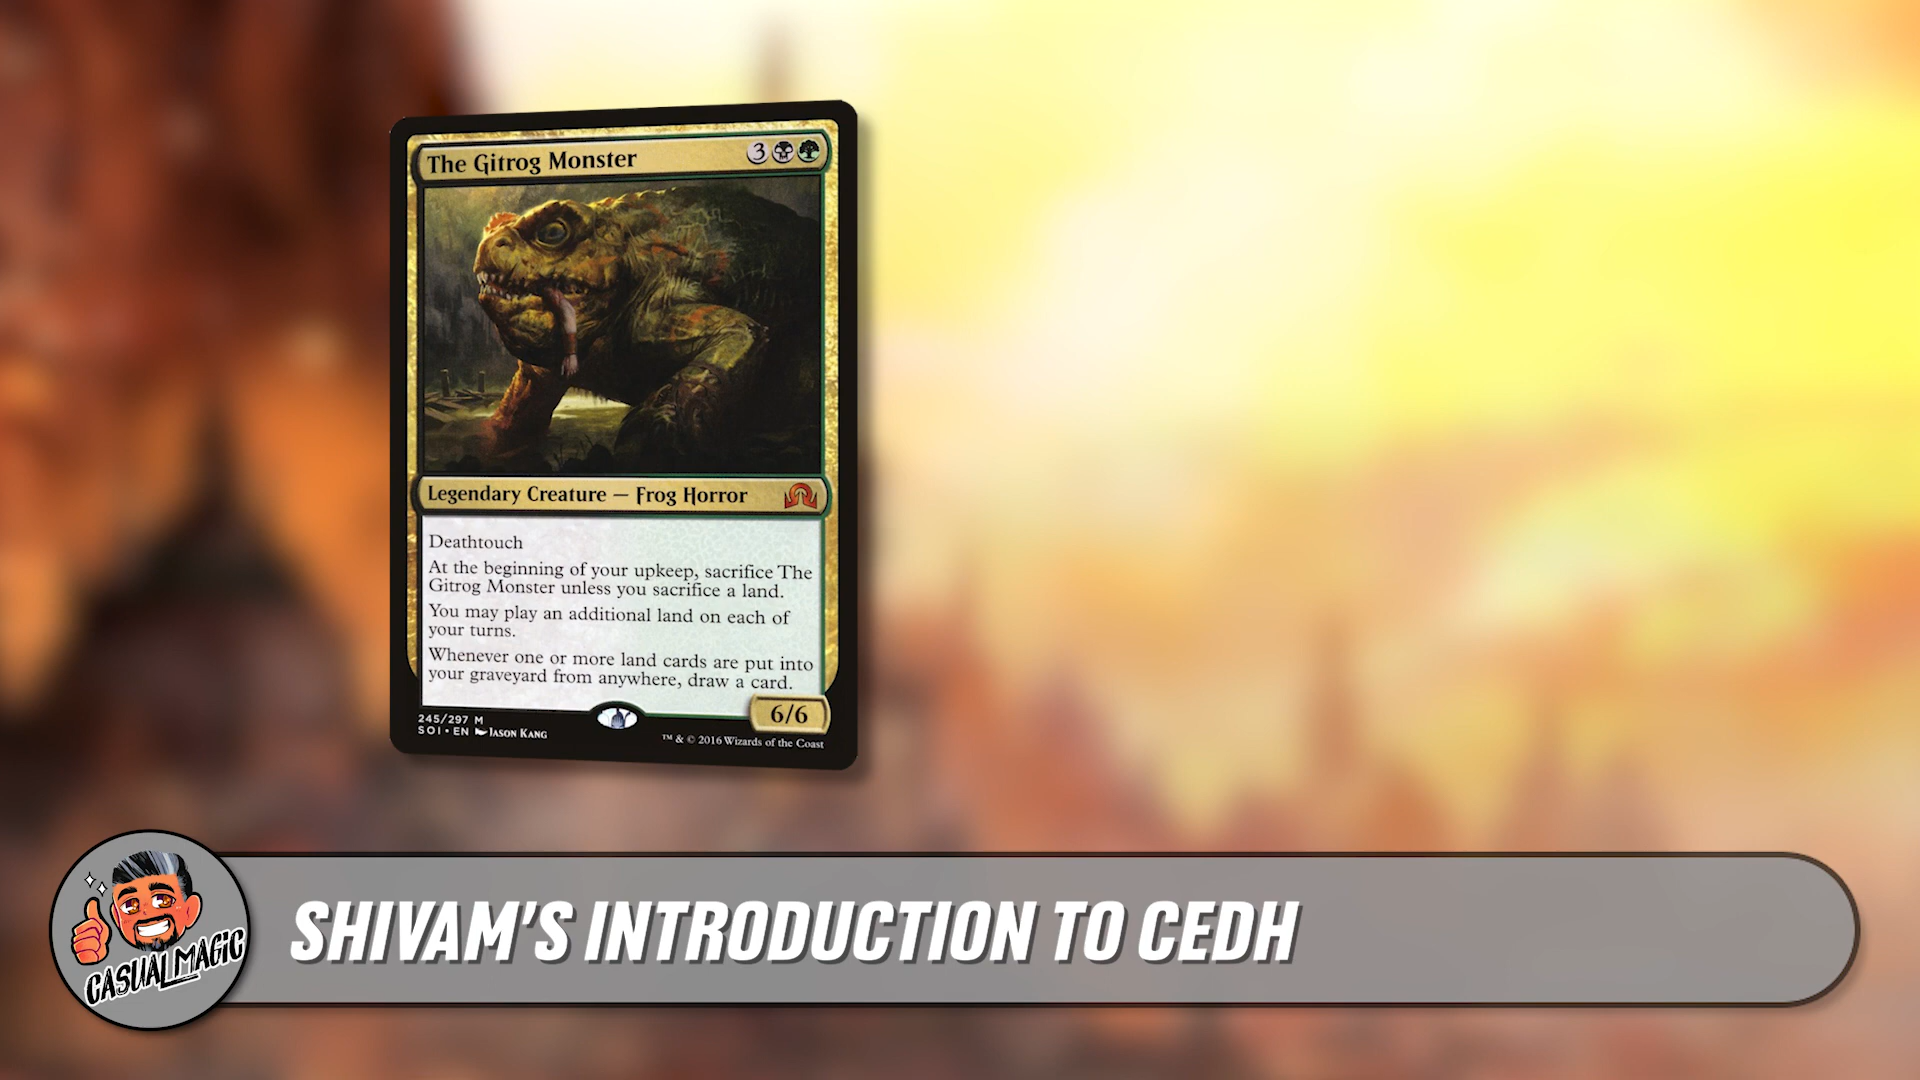 The Gitrog Monster
3
Legendary Creature — Frog Horror
Deathtouch
At the beginning of your upkeep, sacrifice The
Gitrog Monster unless you sacrifice a land.
You may play an additional land on each of
your turns.
Whenever one or more land cards are put into
your graveyard from anywhere, draw a card.
6/6
245/297 M
SOI • EN JASON KANG
™ & © 2016 Wizards of the Coast
CASUAL MAGIC
SHIVAM'S INTRODUCTION TO CEDH